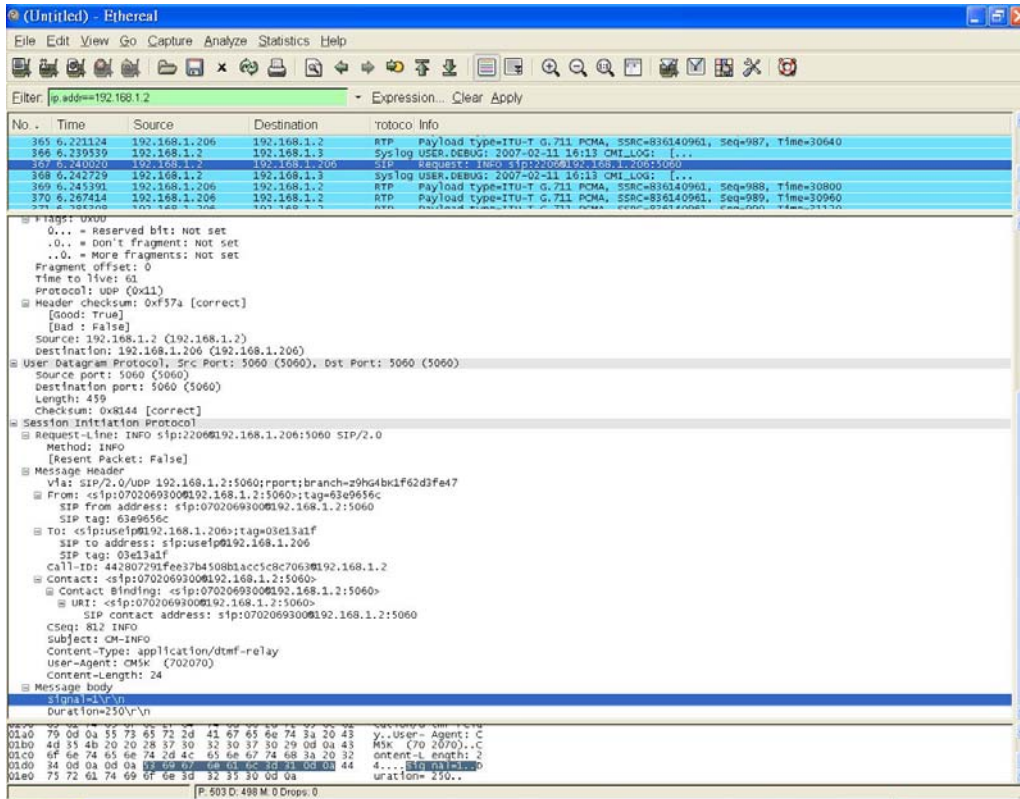 (Untitled) - Ethereal
File Edit View Go Capture Analyze Statistics Help
Filter: ip.addr==192.168.1.2 Expression... Clear Apply
No. . Time Source Destination rotoco Info
365 6.221124 192.168.1.206 192.168.1.2 RTP Payload type=ITU-T G.711 PCMA, SSRC=836140961, Seq=987, Time=30640
366 6.239539 192.168.1.2 192.168.1.3 Syslog USER.DEBUG: 2007-02-11 16:13 CMI_LOG: [...
367 6.240020 192.168.1.2 192.168.1.206 SIP Request: INFO sip:2206@192.168.1.206:5060
368 6.242729 192.168.1.2 192.168.1.3 Syslog USER.DEBUG: 2007-02-11 16:13 CMI_LOG: [...
369 6.245391 192.168.1.206 192.168.1.2 RTP Payload type=ITU-T G.711 PCMA, SSRC=836140961, Seq=988, Time=30800
370 6.267414 192.168.1.206 192.168.1.2 RTP Payload type=ITU-T G.711 PCMA, SSRC=836140961, Seq=989, Time=30960
Flags: 0x00
0... = Reserved bit: Not set
.0.. = Don't fragment: Not set
..0. = More fragments: Not set
Fragment offset: 0
Time to live: 61
Protocol: UDP (0x11)
Header checksum: 0xf57a [correct]
[Good: True]
[Bad : False]
Source: 192.168.1.2 (192.168.1.2)
Destination: 192.168.1.206 (192.168.1.206)
User Datagram Protocol, Src Port: 5060 (5060), Dst Port: 5060 (5060)
Source port: 5060 (5060)
Destination port: 5060 (5060)
Length: 459
Checksum: 0x8144 [correct]
Session Initiation Protocol
Request-Line: INFO sip:2206@192.168.1.206:5060 SIP/2.0
Method: INFO
[Resent Packet: False]
Message Header
Via: SIP/2.0/UDP 192.168.1.2:5060;rport;branch=z9hG4bK1f62d3fe47
From: <sip:0702069300@192.168.1.2:5060>;tag=63e9656c
SIP from address: sip:0702069300@192.168.1.2:5060
SIP tag: 63e9656c
To: <sip:useip@192.168.1.206>;tag=03e13a1f
SIP to address: sip:useip@192.168.1.206
SIP tag: 03e13a1f
Call-ID: 442807291fee37b4508b1acc5c8c7063@192.168.1.2
Contact: <sip:0702069300@192.168.1.2:5060>
Contact Binding: <sip:0702069300@192.168.1.2:5060>
URI: <sip:0702069300@192.168.1.2:5060>
SIP contact address: sip:0702069300@192.168.1.2:5060
CSeq: 812 INFO
Subject: CM-INFO
Content-Type: application/dtmf-relay
User-Agent: CM5K (702070)
Content-Length: 24
Message body
Signal=1\r\n
Duration=250\r\n
01a0 79 0d 0a 55 73 65 72 2d 41 67 65 6e 74 3a 20 43 y..User- Agent: C
01b0 4d 35 4b 20 20 28 37 30 32 30 37 30 29 0d 0a 43 M5K (70 2070)..C
01c0 6f 6e 74 65 6e 74 2d 4c 65 6e 67 74 68 3a 20 32 ontent-L ength: 2
01d0 34 0d 0a 0d 0a 53 69 67 6e 61 6c 3d 31 0d 0a 44 4....Sig nal=1..D
01e0 75 72 61 74 69 6f 6e 3d 32 35 30 0d 0a uration= 250..
P: 503 D: 498 M: 0 Drops: 0